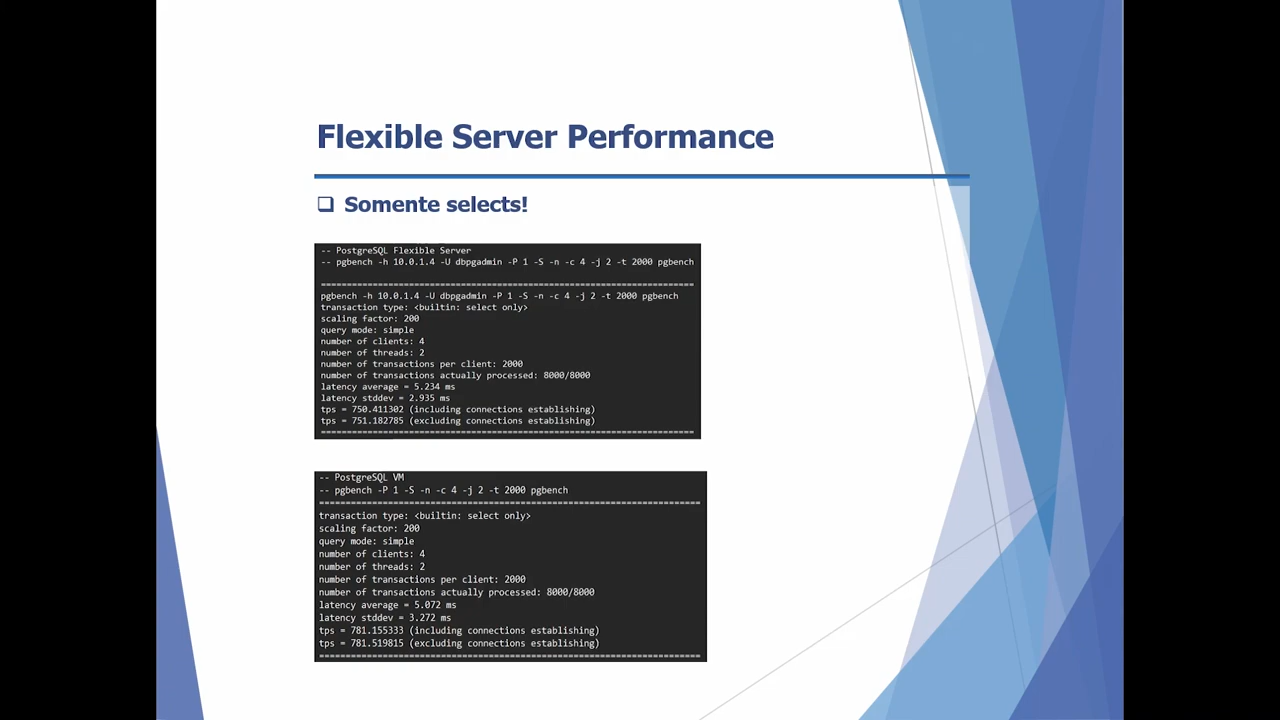 Flexible Server Performance
❑ Somente selects!
-- PostgreSQL Flexible Server
-- pgbench -h 10.0.1.4 -U dbpgadmin -P 1 -S -n -c 4 -j 2 -t 2000 pgbench
=======================================================================
pgbench -h 10.0.1.4 -U dbpgadmin -P 1 -S -n -c 4 -j 2 -t 2000 pgbench
transaction type: <builtin: select only>
scaling factor: 200
query mode: simple
number of clients: 4
number of threads: 2
number of transactions per client: 2000
number of transactions actually processed: 8000/8000
latency average = 5.234 ms
latency stddev = 2.935 ms
tps = 750.411302 (including connections establishing)
tps = 751.182785 (excluding connections establishing)
=======================================================================
-- PostgreSQL VM
-- pgbench -P 1 -S -n -c 4 -j 2 -t 2000 pgbench
========================================================================
transaction type: <builtin: select only>
scaling factor: 200
query mode: simple
number of clients: 4
number of threads: 2
number of transactions per client: 2000
number of transactions actually processed: 8000/8000
latency average = 5.072 ms
latency stddev = 3.272 ms
tps = 781.155333 (including connections establishing)
tps = 781.519815 (excluding connections establishing)
========================================================================